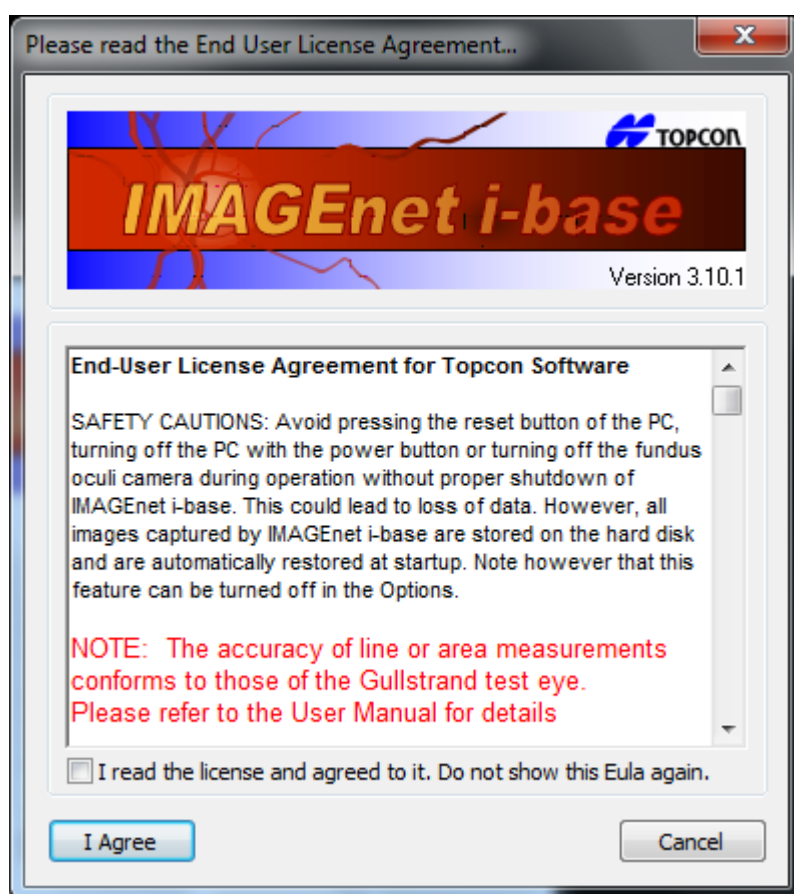 Please read the End User License Agreement...
TOPCON
IMAGEnet i-base
Version 3.10.1
End-User License Agreement for Topcon Software
SAFETY CAUTIONS: Avoid pressing the reset button of the PC,
turning off the PC with the power button or turning off the fundus
oculi camera during operation without proper shutdown of
IMAGEnet i-base. This could lead to loss of data. However, all
images captured by IMAGEnet i-base are stored on the hard disk
and are automatically restored at startup. Note however that this
feature can be turned off in the Options.
NOTE: The accuracy of line or area measurements
conforms to those of the Gullstrand test eye.
Please refer to the User Manual for details
I read the license and agreed to it. Do not show this Eula again.
I Agree
Cancel